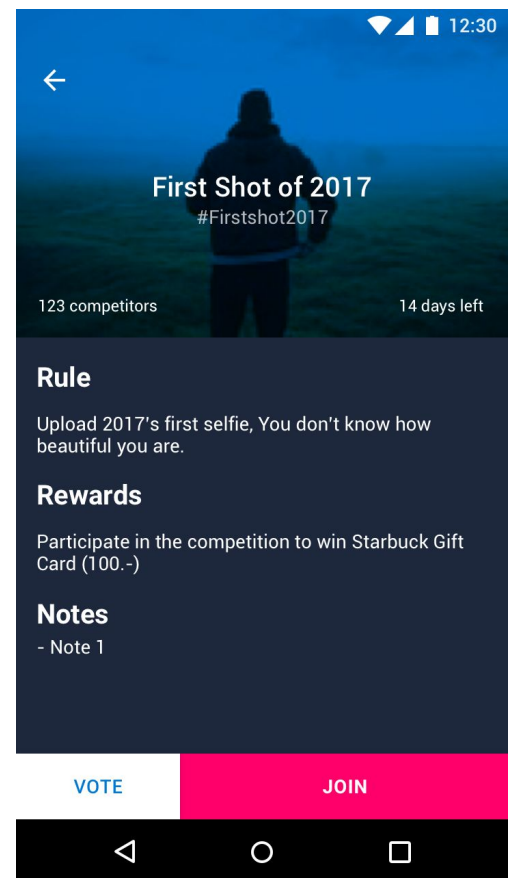 12:30
First Shot of 2017
#Firstshot2017
123 competitors
14 days left
Rule
Upload 2017's first selfie, You don't know how
beautiful you are.
Rewards
Participate in the competition to win Starbuck Gift
Card (100.-)
Notes
- Note 1
VOTE
JOIN